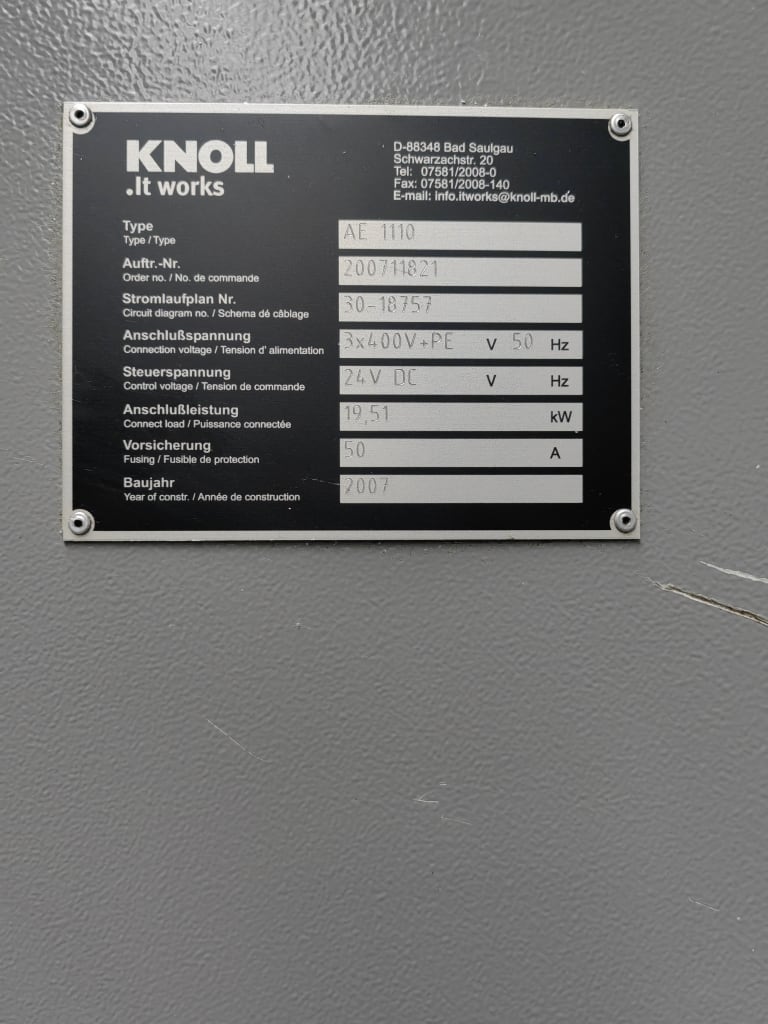 KNOLL
.It works
D-88348 Bad Saulgau
Schwarzachstr. 20
Tel: 07581/2008-0
Fax: 07581/2008-140
E-mail: info.itworks@knoll-mb.de
Type AE 1110
Type / Type
Auftr.-Nr. 200711821
Order no. / No. de commande
Stromlaufplan Nr. 30-18757
Circuit diagram no. / Schema dé câblage
Anschlußspannung 3x400V+PE V 50 Hz
Connection voltage / Tension d' alimentation
Steuerspannung 24V DC V Hz
Control voltage / Tension de commande
Anschlußleistung 19,51 kW
Connect load / Puissance connectée
Vorsicherung 50 A
Fusing / Fusible de protection
Baujahr 2007
Year of constr. / Année de construction